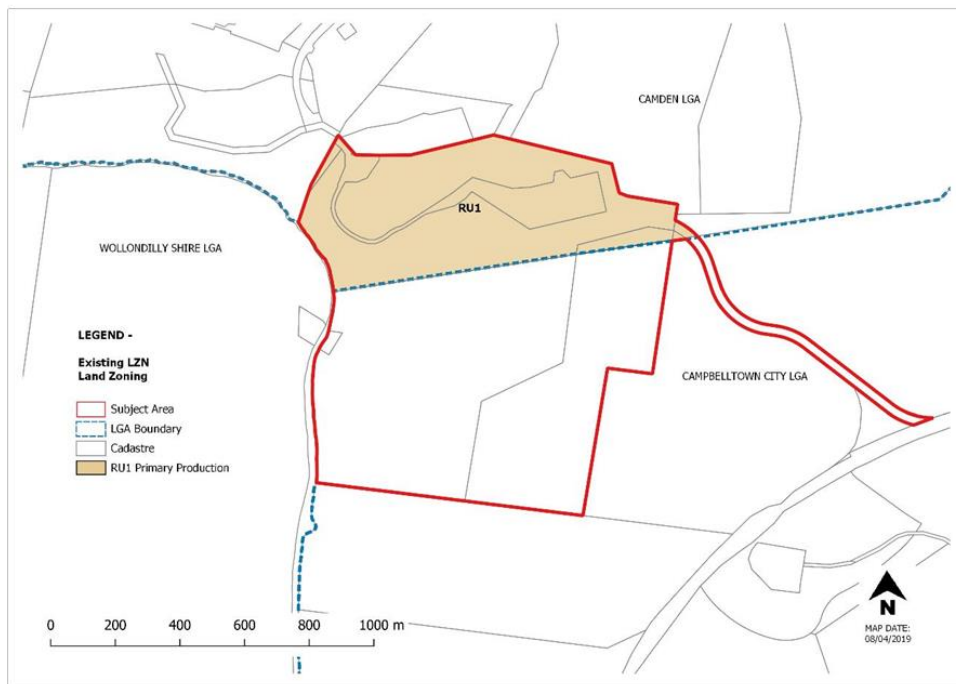 CAMDEN LGA
RU1
WOLLONDILLY SHIRE LGA
LEGEND -
Existing LZN
Land Zoning
Subject Area
LGA Boundary
Cadastre
RU1 Primary Production
CAMPBELLTOWN CITY LGA
0 200 400 600 800 1000 m
N
MAP DATE:
08/04/2019